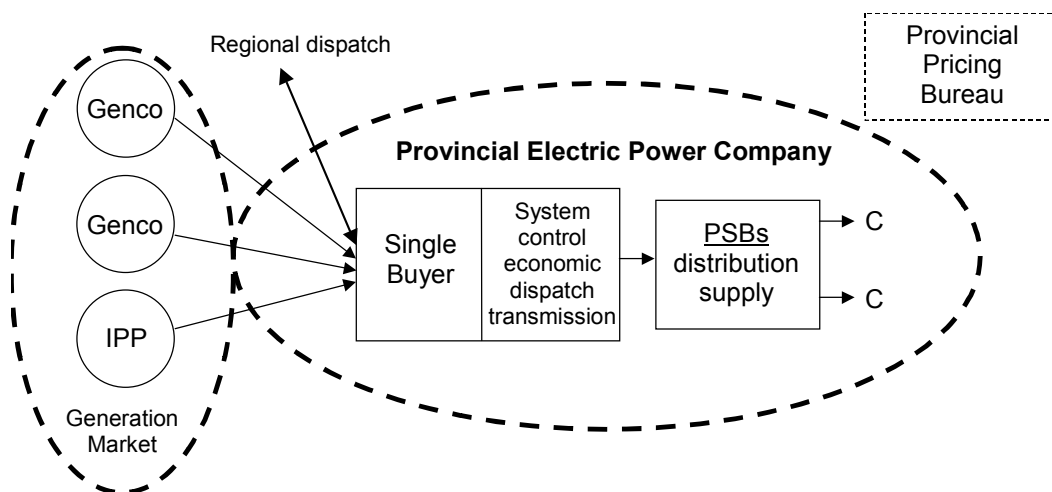 Regional dispatch
Provincial
Pricing
Bureau
Genco
Genco
IPP
Generation
Market
Provincial Electric Power Company
Single
Buyer
System
control
economic
dispatch
transmission
PSBs
distribution
supply
C
C